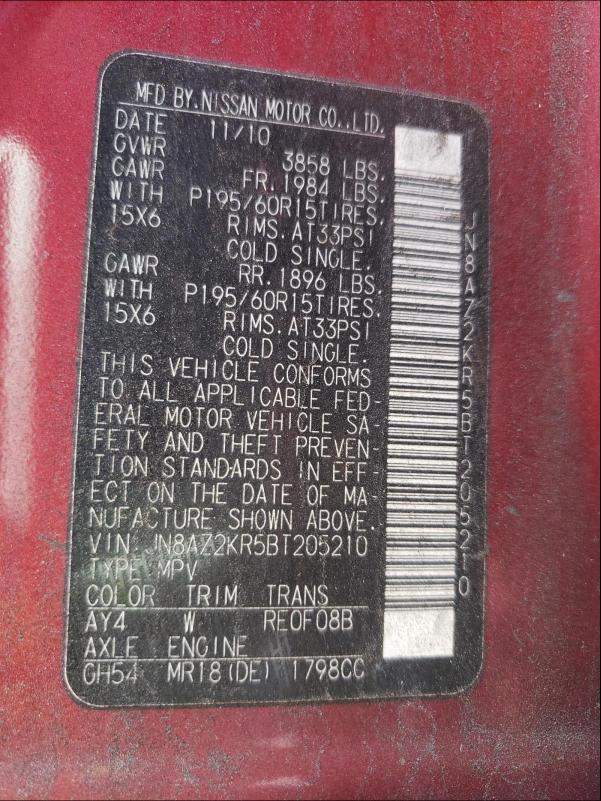 MFD BY.NISSAN MOTOR CO.,LTD.
DATE 11/10
GVWR 3858 LBS.
GAWR FR.1984 LBS.
WITH P195/60R15TIRES.
15X6 RIMS.AT33PSI
COLD SINGLE.
GAWR RR.1896 LBS.
WITH P195/60R15TIRES.
15X6 RIMS.AT33PSI
COLD SINGLE.
THIS VEHICLE CONFORMS
TO ALL APPLICABLE FED-
ERAL MOTOR VEHICLE SA-
FETY AND THEFT PREVEN-
TION STANDARDS IN EFF-
ECT ON THE DATE OF MA-
NUFACTURE SHOWN ABOVE.
VIN: JN8AZ2KR5BT205210
TYPE:MPV
COLOR TRIM TRANS
AY4 W RE0F08B
AXLE ENGINE
GH54 MR18(DE) 1798CC
JN8AZ2KR5BT205210